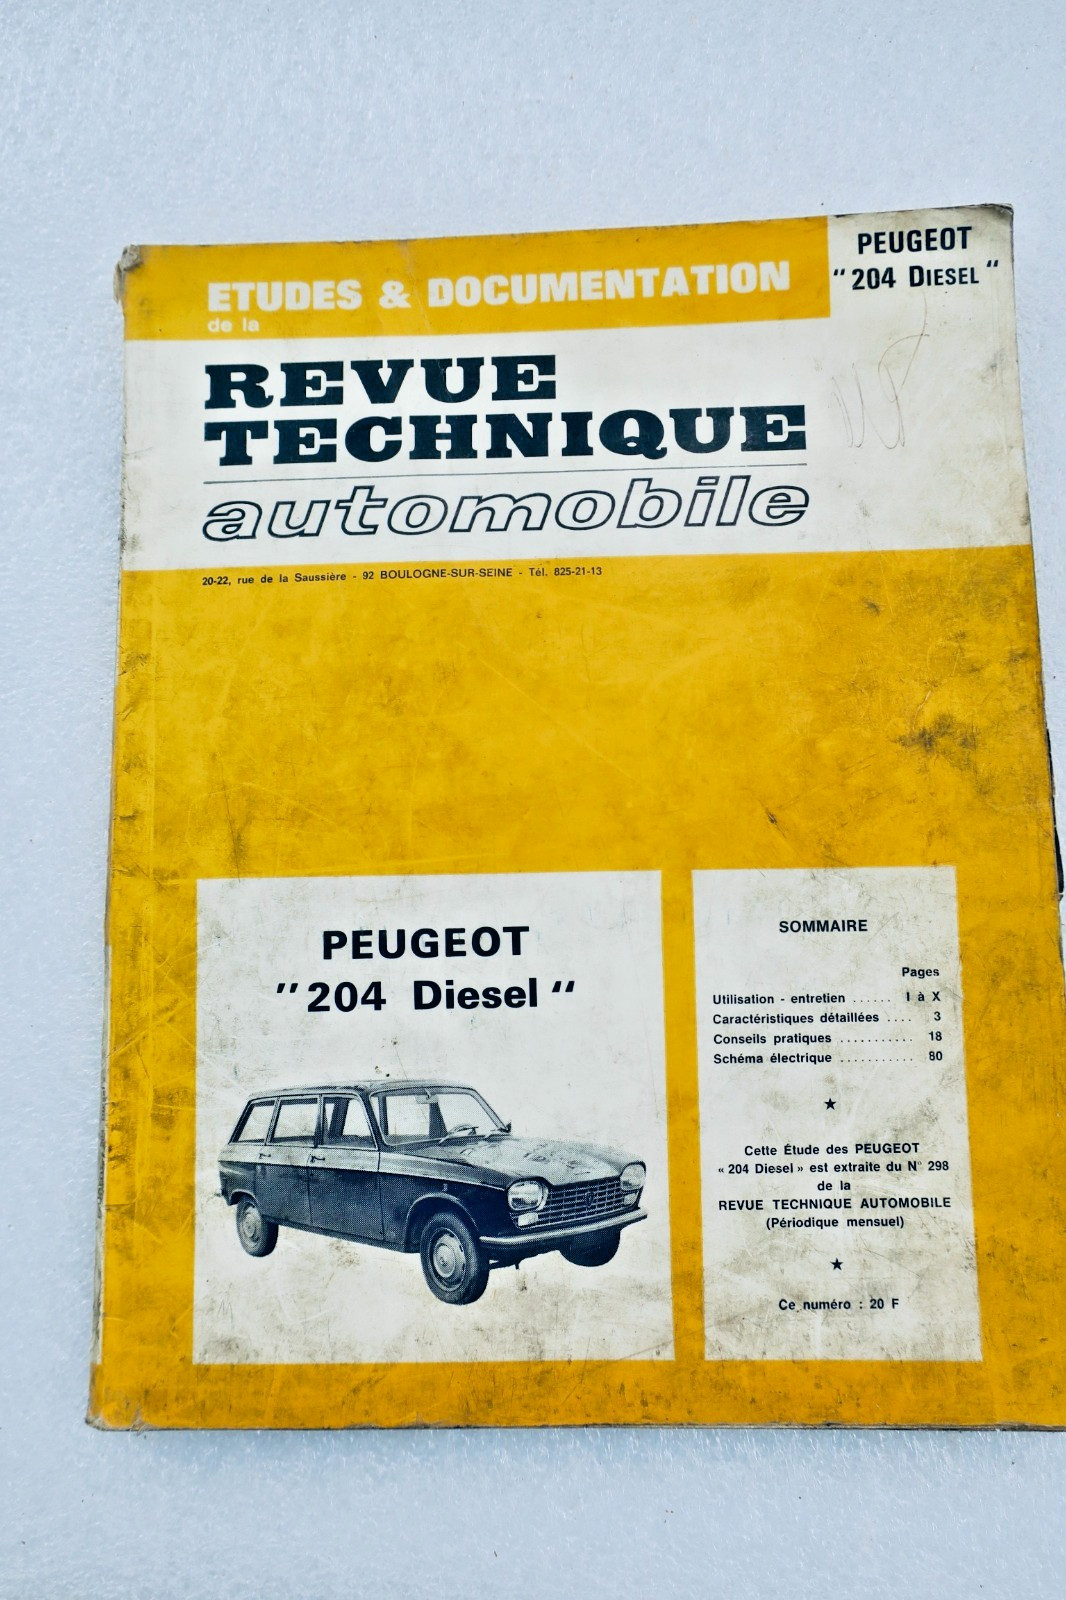 PEUGEOT
"204 DIESEL"
ETUDES & DOCUMENTATION
de la
REVUE
TECHNIQUE
automobile
20-22, rue de la Saussière - 92 BOULOGNE-SUR-SEINE - Tél. 825-21-13
PEUGEOT
"204 Diesel"
SOMMAIRE
Pages
Utilisation - entretien ...... I à X
Caractéristiques détaillées .... 3
Conseils pratiques ........... 18
Schéma électrique ........... 80
★
Cette Étude des PEUGEOT
« 204 Diesel » est extraite du N° 298
de la
REVUE TECHNIQUE AUTOMOBILE
(Périodique mensuel)
★
Ce numéro : 20 F